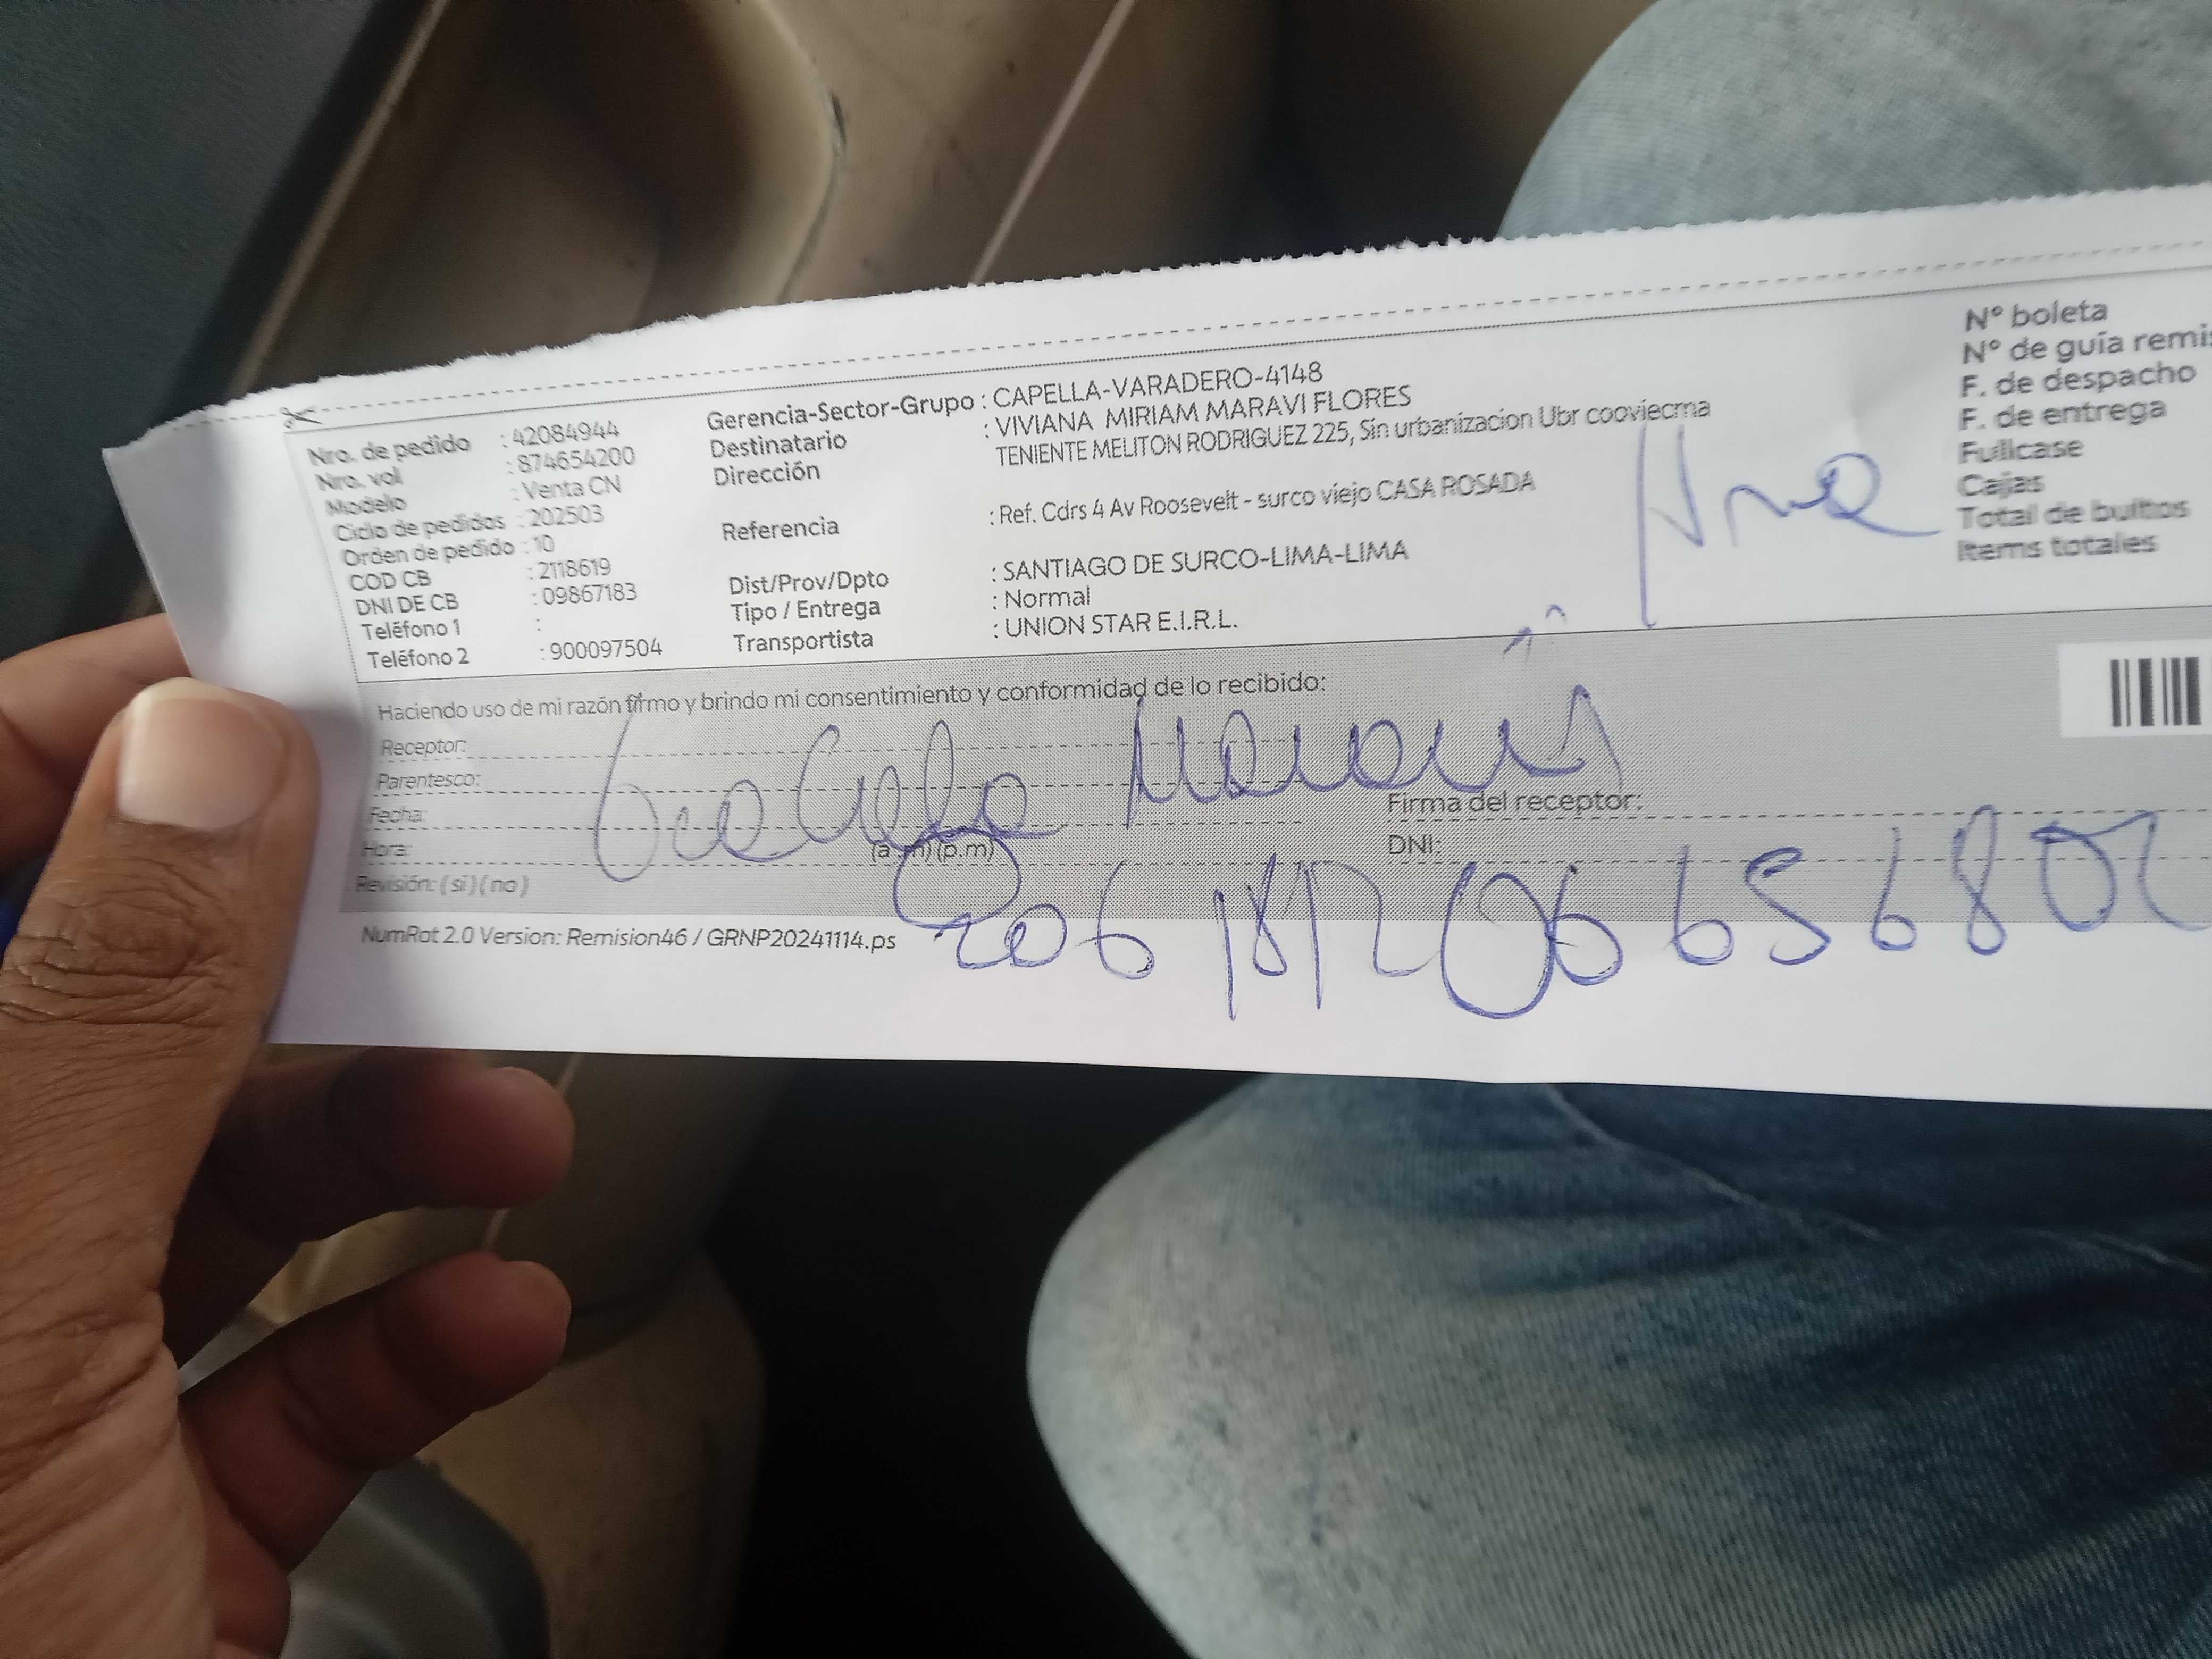 Nro. de pedido : 42084944
Nro. vol : 874654200
Modelo : Venta CN
Ciclo de pedidos : 202503
Orden de pedido : 10
COD CB : 2118619
DNI DE CB : 09867183
Teléfono 1 :
Teléfono 2 : 900097504
Gerencia-Sector-Grupo : CAPELLA-VARADERO-4148
Destinatario : VIVIANA MIRIAM MARAVI FLORES
Dirección TENIENTE MELITON RODRIGUEZ 225, Sin urbanizacion Ubr cooviecma
Referencia : Ref. Cdrs 4 Av Roosevelt - surco viejo CASA ROSADA
Dist/Prov/Dpto : SANTIAGO DE SURCO-LIMA-LIMA
Tipo / Entrega : Normal
Transportista : UNION STAR E.I.R.L.
N° boleta
N° de guía remi
F. de despacho
F. de entrega
Fullcase
Cajas
Total de bultos
Items totales
Haciendo uso de mi razón firmo y brindo mi consentimiento y conformidad de lo recibido:
Receptor:
Parentesco:
Fecha:
Hora: (a.m) (p.m)
Revisión: ( si ) ( no )
Maravi
Firma del receptor:
DNI:
NumRat 2.0 Version: Remision46 / GRNP20241114.ps